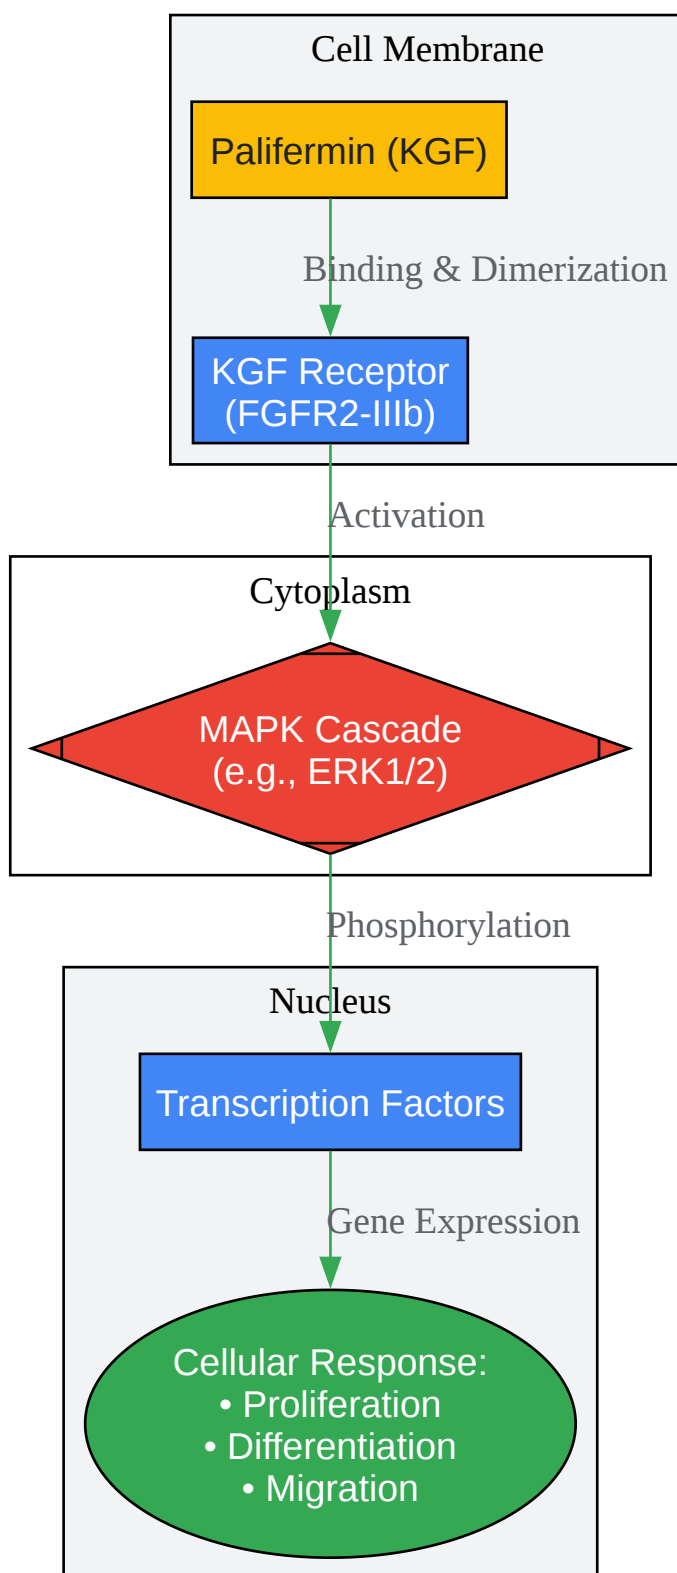 Cell Membrane
Palifermin (KGF)
Binding & Dimerization
KGF Receptor
(FGFR2-IIIb)
Activation
Cytoplasm
MAPK Cascade
(e.g., ERK1/2)
Phosphorylation
Nucleus
Transcription Factors
Gene Expression
Cellular Response:
• Proliferation
• Differentiation
• Migration